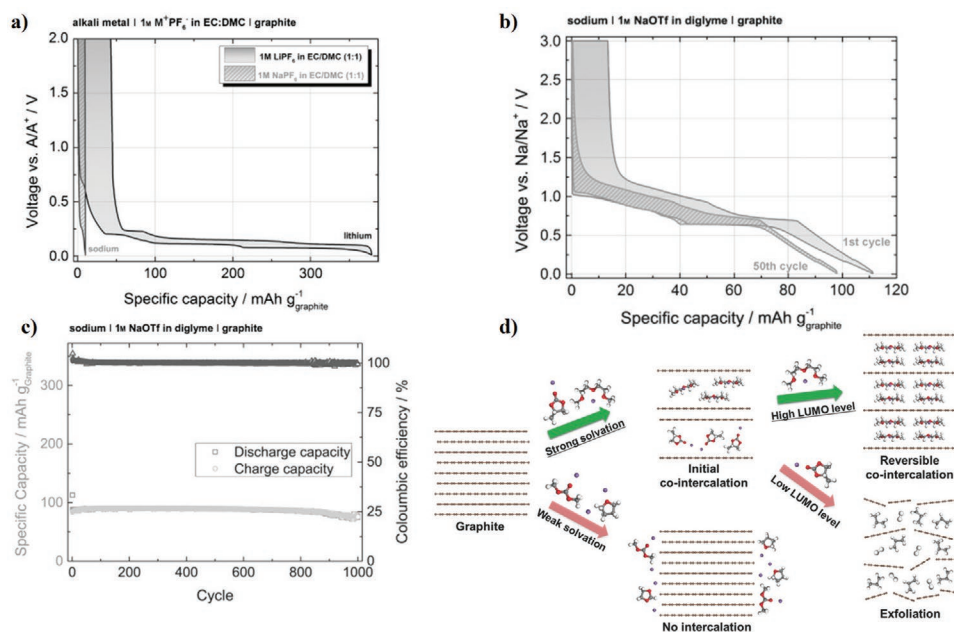 a)
alkali metal | 1M M⁺PF₆⁻ in EC:DMC | graphite
1M LiPF₆ in EC/DMC (1:1)
1M NaPF₆ in EC/DMC (1:1)
Voltage vs. A/A⁺ / V
2.0
1.5
1.0
0.5
0.0
sodium
lithium
0 100 200 300
Specific capacity / mAh g⁻¹graphite
b)
sodium | 1M NaOTf in diglyme | graphite
Voltage vs. Na/Na⁺ / V
3.0
2.5
2.0
1.5
1.0
0.5
0.0
1st cycle
50th cycle
0 20 40 60 80 100 120
Specific capacity / mAh g⁻¹graphite
c)
sodium | 1M NaOTf in diglyme | graphite
Specific Capacity / mAh g⁻¹Graphite
300
200
100
0
Discharge capacity
Charge capacity
100
75
50
25
0
Coloumbic efficiency / %
0 200 400 600 800 1000
Cycle
d)
Graphite
Strong solvation
Weak solvation
Initial
co-intercalation
No intercalation
High LUMO level
Low LUMO level
Reversible
co-intercalation
Exfoliation